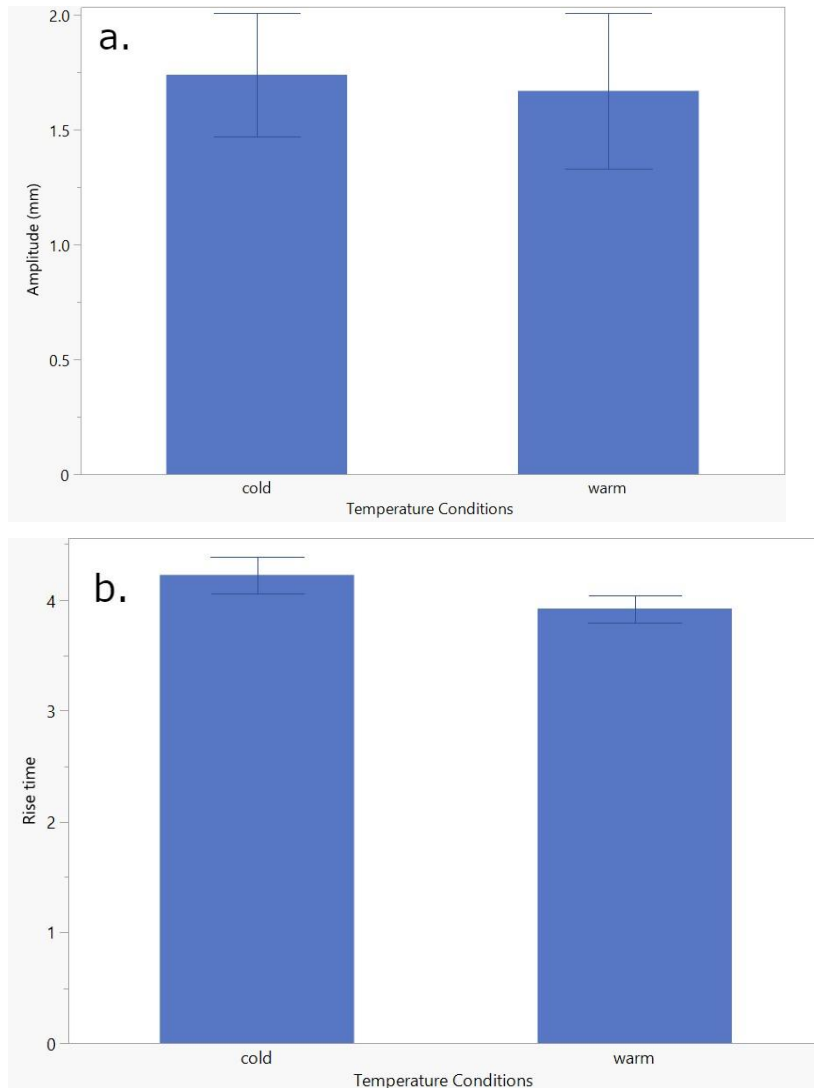 a.
2.0
1.5
1.0
0.5
0
Amplitude (mm)
cold warm
Temperature Conditions
b.
4
3
2
1
0
Rise time
cold warm
Temperature Conditions